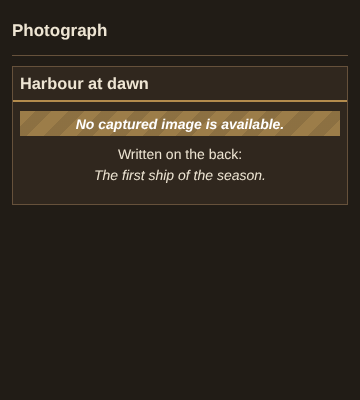 Photograph
Harbour at dawn
No captured image is available.
Written on the back:
The first ship of the season.